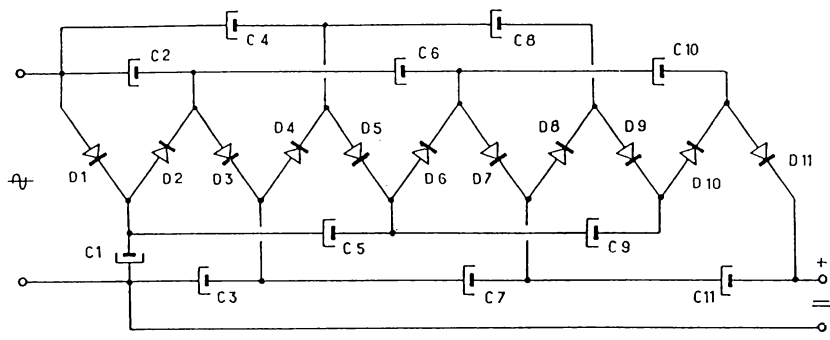 C4 C8
C2 C6 C10
D4 D5 D8 D9
D1 D2 D3 D6 D7 D10 D11
C1 C5 C9
C3 C7 C11
+
=